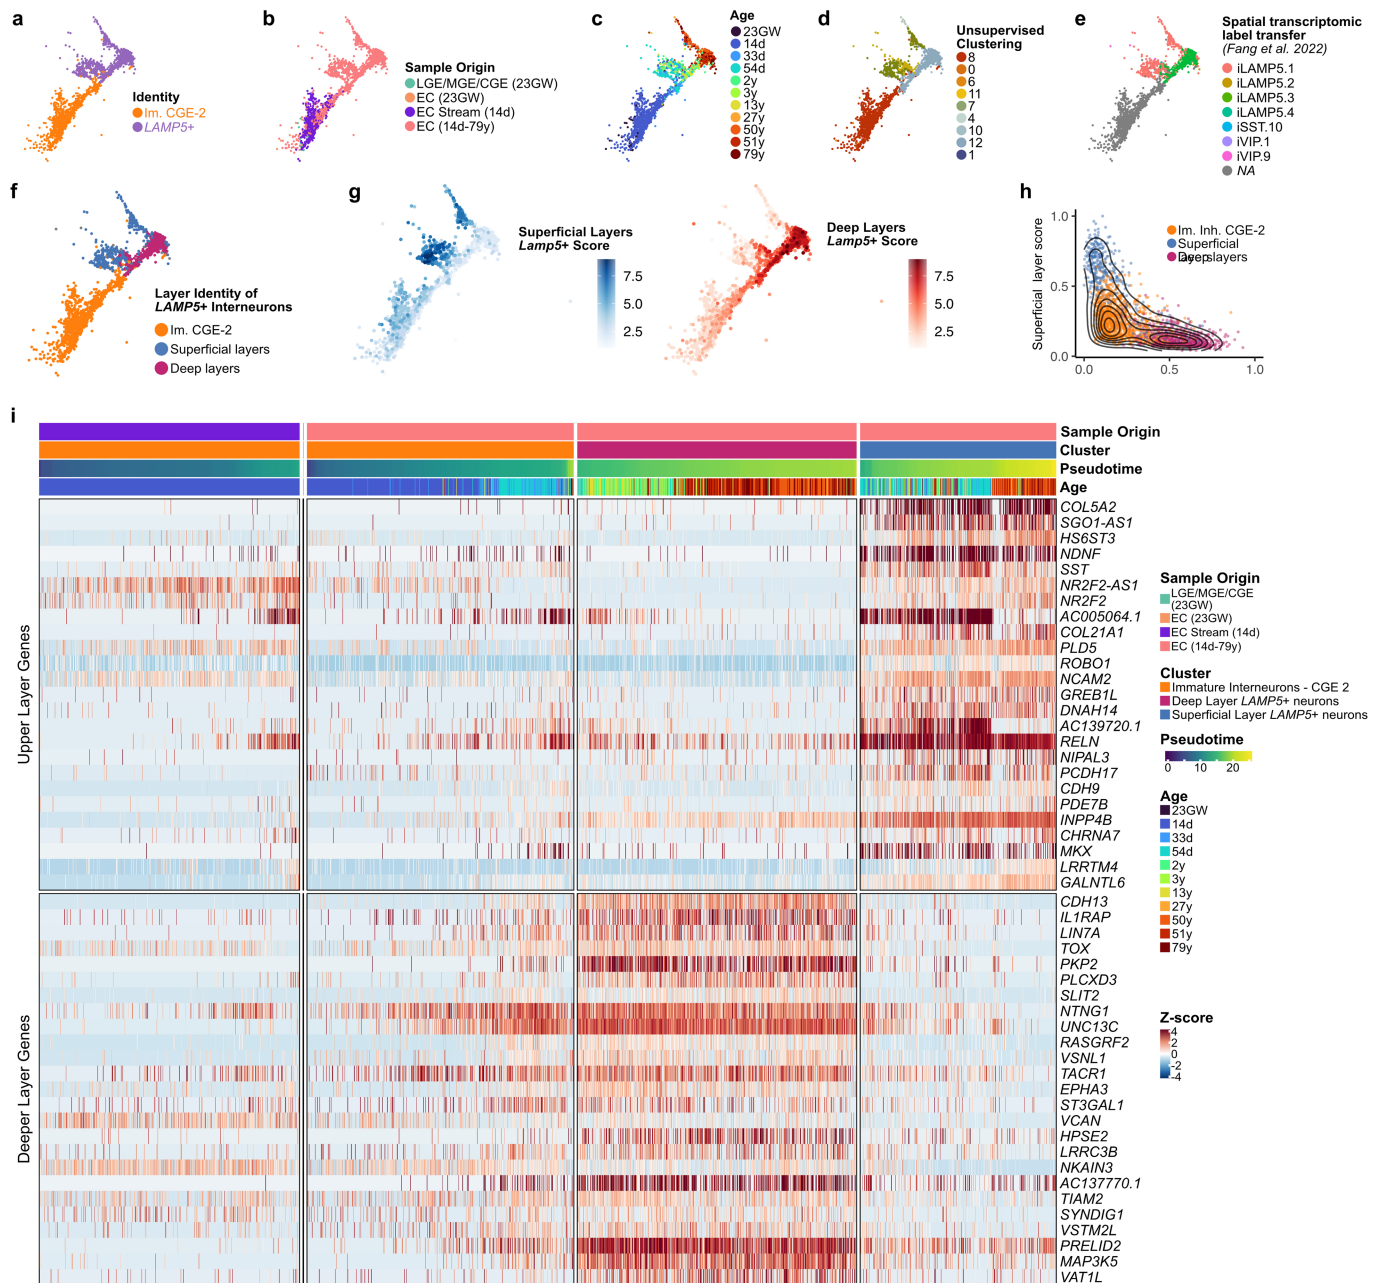 a
Identity
Im. CGE-2
LAMP5+
b
Sample Origin
LGE/MGE/CGE (23GW)
EC (23GW)
EC Stream (14d)
EC (14d-79y)
c
Age
23GW
14d
33d
54d
2y
3y
13y
27y
50y
51y
79y
d
Unsupervised
Clustering
8
0
6
11
7
4
10
12
1
e
Spatial transcriptomic
label transfer
(Fang et al. 2022)
iLAMP5.1
iLAMP5.2
iLAMP5.3
iLAMP5.4
iSST.10
iVIP.1
iVIP.9
NA
f
Layer Identity of
LAMP5+ Interneurons
Im. CGE-2
Superficial layers
Deep layers
g
Superficial Layers
Lamp5+ Score
7.5
5.0
2.5
Deep Layers
Lamp5+ Score
7.5
5.0
2.5
h
Superficial layer score
1.0
0.5
0.0
0.0
0.5
1.0
Im. Inh. CGE-2
Superficial
layers
Deep layers
i
Sample Origin
Cluster
Pseudotime
Age
Upper Layer Genes
COL5A2
SGO1-AS1
HS6ST3
NDNF
SST
NR2F2-AS1
NR2F2
AC005064.1
COL21A1
PLD5
ROBO1
NCAM2
GREB1L
DNAH14
AC139720.1
RELN
NIPAL3
PCDH17
CDH9
PDE7B
INPP4B
CHRNA7
MKX
LRRTM4
GALNTL6
Deeper Layer Genes
CDH13
IL1RAP
LIN7A
TOX
PKP2
PLCXD3
SLIT2
NTNG1
UNC13C
RASGRF2
VSNL1
TACR1
EPHA3
ST3GAL1
VCAN
HPSE2
LRRC3B
NKAIN3
AC137770.1
TIAM2
SYNDIG1
VSTM2L
PRELID2
MAP3K5
VAT1L
Sample Origin
LGE/MGE/CGE
(23GW)
EC (23GW)
EC Stream (14d)
EC (14d-79y)
Cluster
Immature Interneurons - CGE 2
Deep Layer LAMP5+ neurons
Superficial Layer LAMP5+ neurons
Pseudotime
0 10 20
Age
23GW
14d
33d
54d
2y
3y
13y
27y
50y
51y
79y
Z-score
4
2
0
-2
-4